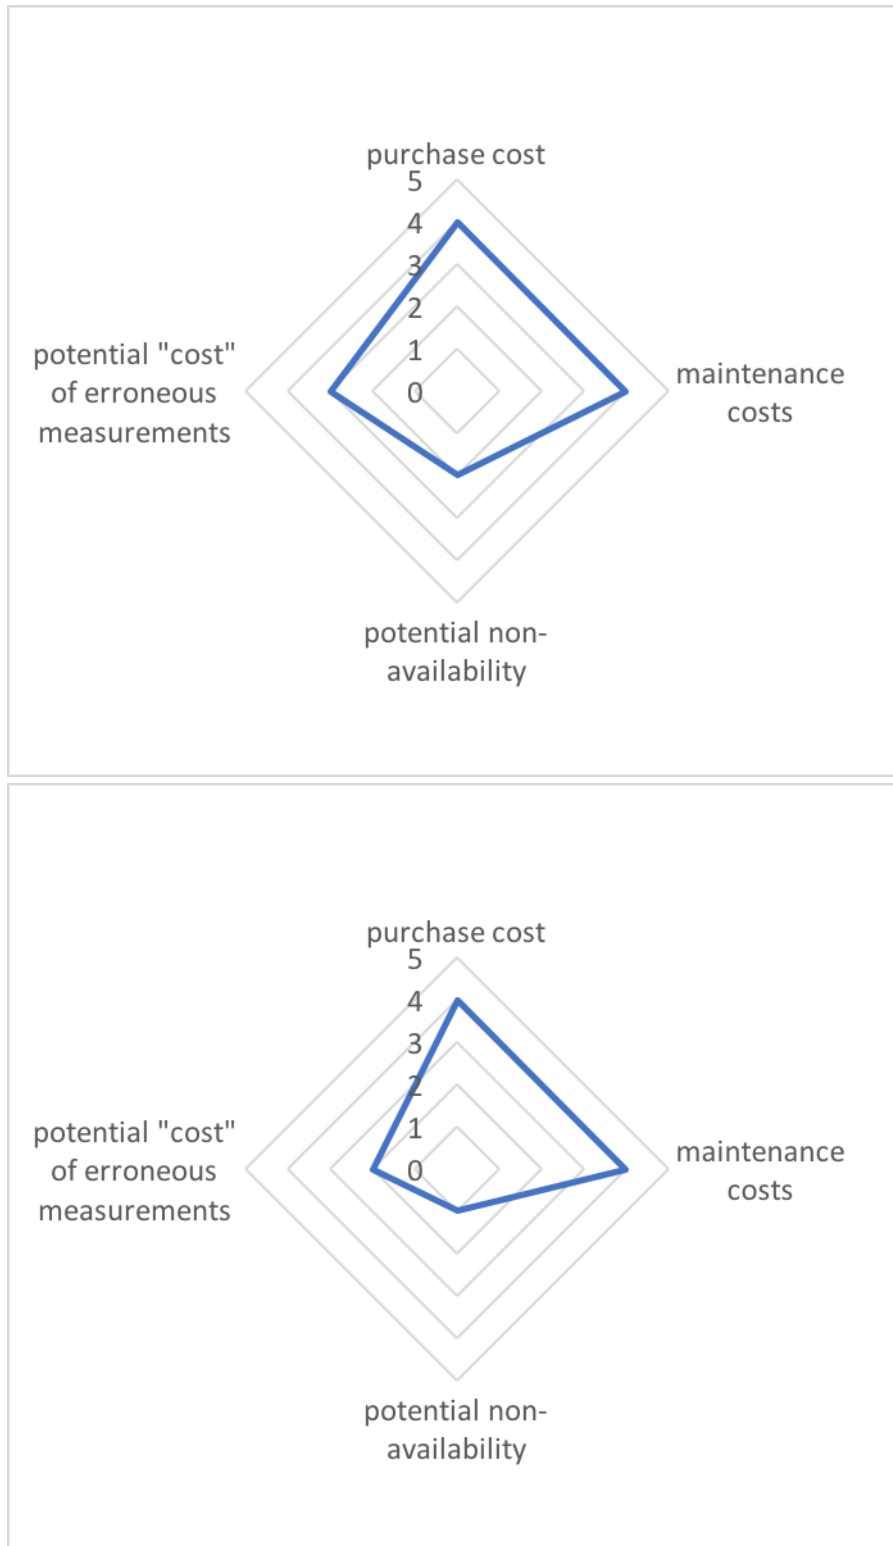 purchase cost
5
4
3
2
1
0
potential "cost"
of erroneous
measurements
maintenance
costs
potential non-
availability
purchase cost
5
4
3
2
1
0
potential "cost"
of erroneous
measurements
maintenance
costs
potential non-
availability